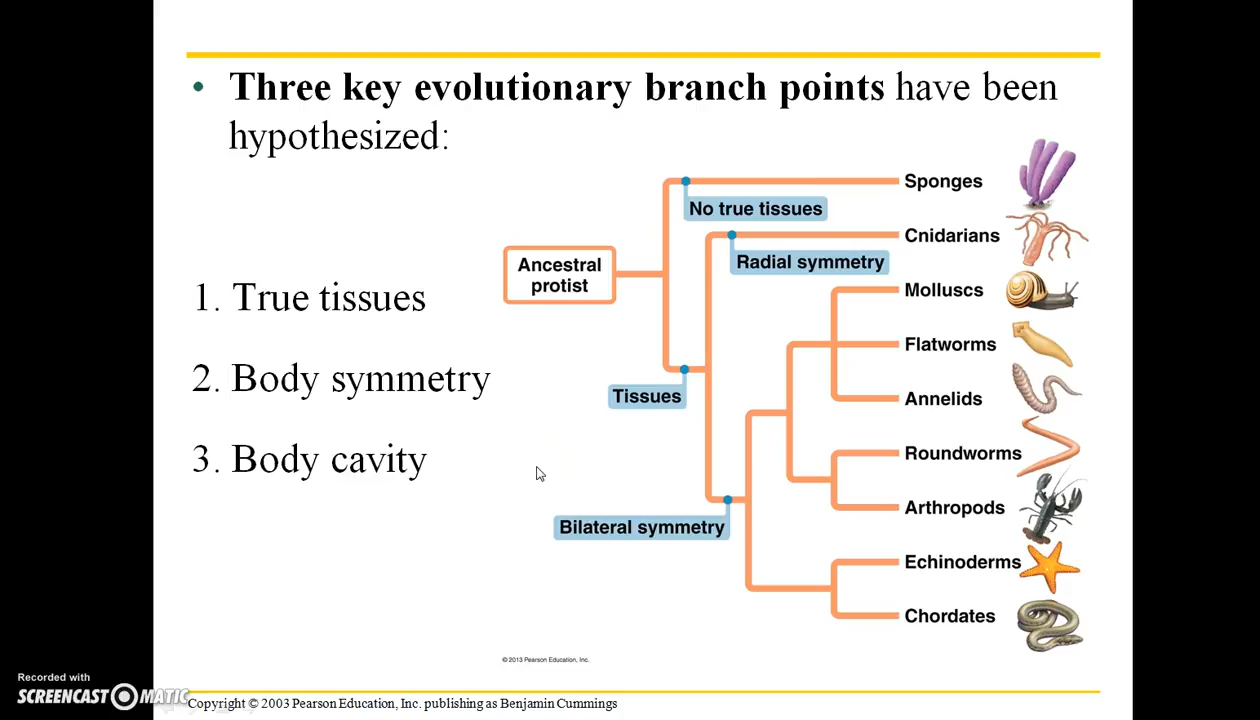 • Three key evolutionary branch points have been
hypothesized:
1. True tissues
2. Body symmetry
3. Body cavity
Ancestral
protist
No true tissues
Radial symmetry
Tissues
Bilateral symmetry
Sponges
Cnidarians
Molluscs
Flatworms
Annelids
Roundworms
Arthropods
Echinoderms
Chordates
© 2013 Pearson Education, Inc.
Recorded with
SCREENCAST MATIC
Copyright © 2003 Pearson Education, Inc. publishing as Benjamin Cummings